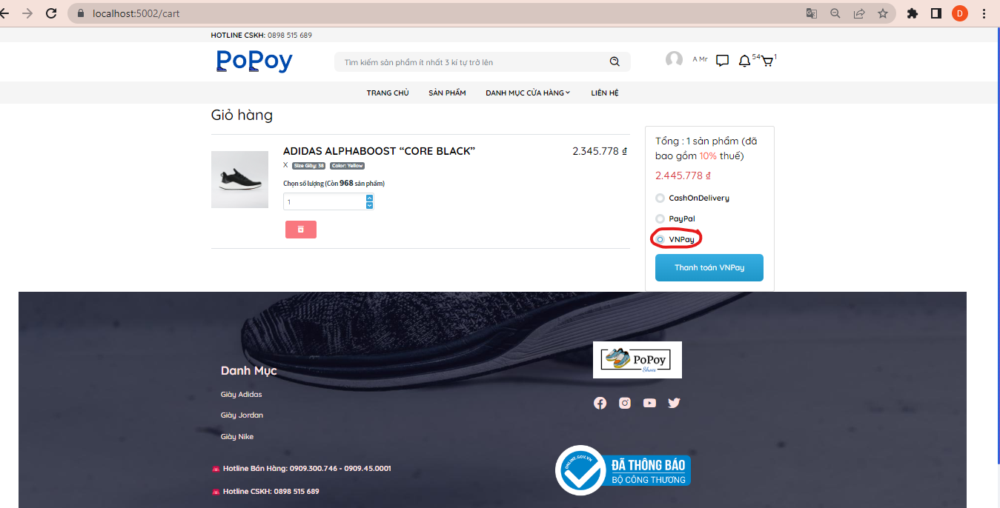 localhost:5002/cart
D
HOTLINE CSKH: 0898 515 689
PoPoy
Tìm kiếm sản phẩm ít nhất 3 kí tự trở lên
A Mr
54
1
TRANG CHỦ SẢN PHẨM DANH MỤC CỬA HÀNG LIÊN HỆ
Giỏ hàng
ADIDAS ALPHABOOST “CORE BLACK”
2.345.778 ₫
X Size Giày: 38 Color: Yellow
Chọn số lượng (Còn 968 sản phẩm)
1
Tổng : 1 sản phẩm (đã
bao gồm 10% thuế)
2.445.778 ₫
CashOnDelivery
PayPal
VNPay
Thanh toán VNPay
Danh Mục
Giày Adidas
Giày Jordan
Giày Nike
Hotline Bán Hàng: 0909.300.746 - 0909.45.0001
Hotline CSKH: 0898 515 689
PoPoy
Shoes
ONLINE.GOV.VN
ĐÃ THÔNG BÁO
BỘ CÔNG THƯƠNG